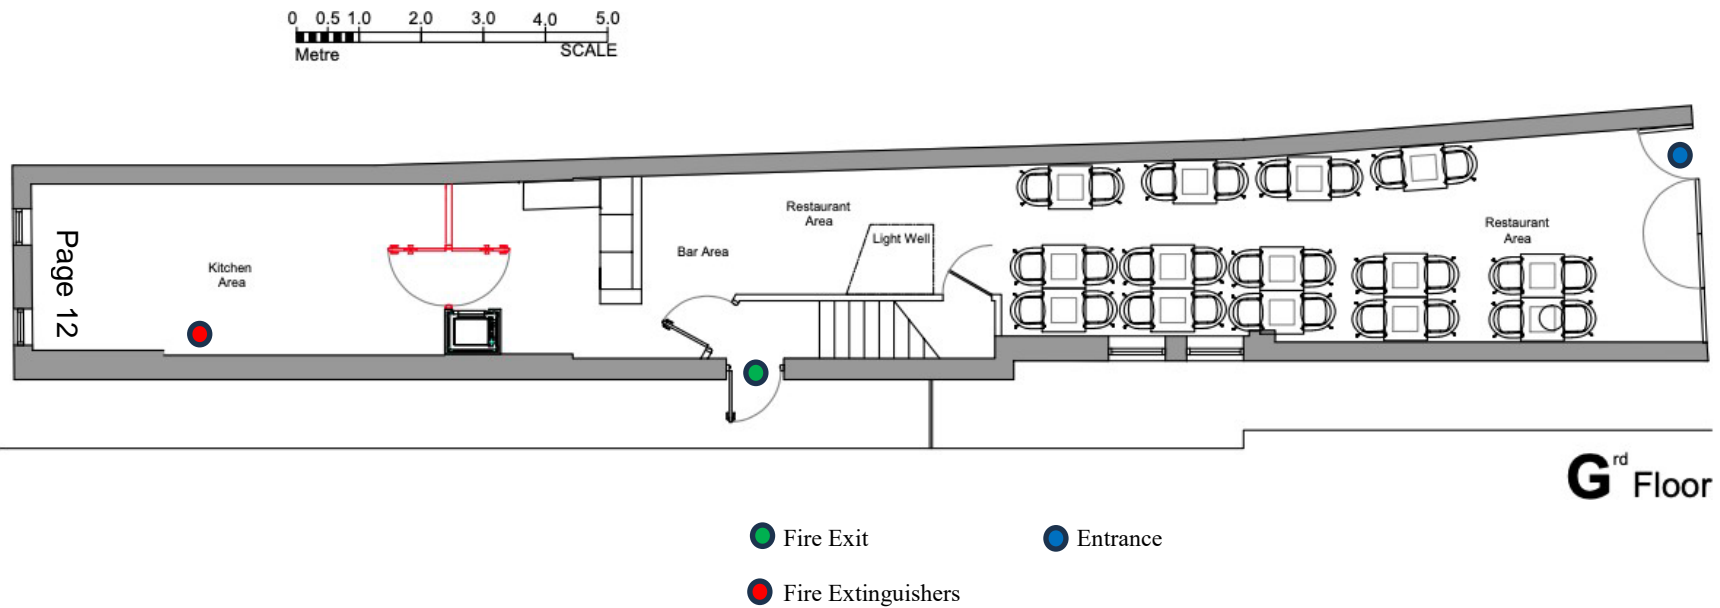 0 0.5 1.0 2.0 3.0 4.0 5.0
Metre SCALE
Page 12
Kitchen
Area
Bar Area
Restaurant
Area
Light Well
Restaurant
Area
Grd Floor
Fire Exit
Entrance
Fire Extinguishers